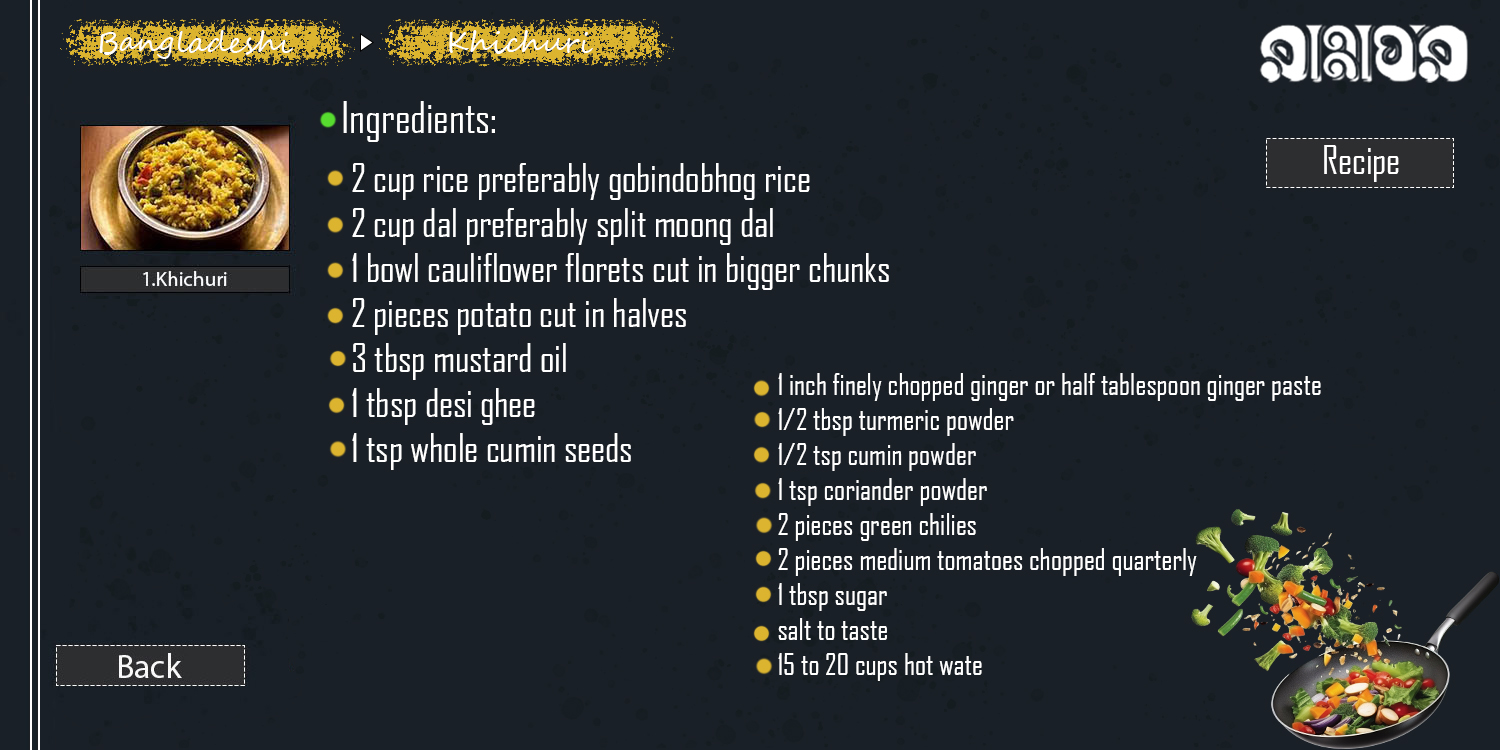 Bangladeshi
Khichuri
রান্নাঘর
Ingredients:
2 cup rice preferably gobindobhog rice
2 cup dal preferably split moong dal
1 bowl cauliflower florets cut in bigger chunks
2 pieces potato cut in halves
3 tbsp mustard oil
1 tbsp desi ghee
1 tsp whole cumin seeds
1.Khichuri
Recipe
1 inch finely chopped ginger or half tablespoon ginger paste
1/2 tbsp turmeric powder
1/2 tsp cumin powder
1 tsp coriander powder
2 pieces green chilies
2 pieces medium tomatoes chopped quarterly
1 tbsp sugar
salt to taste
15 to 20 cups hot wate
Back